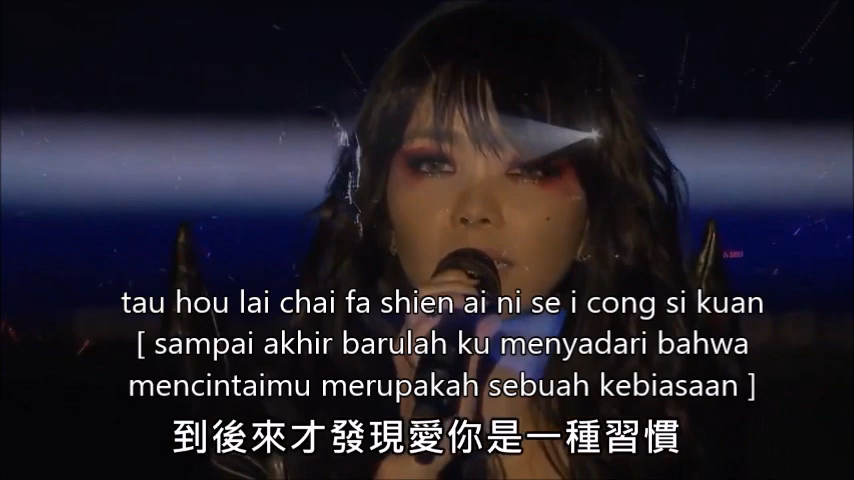 tau hou lai chai fa shien ai ni se i cong si kuan
[ sampai akhir barulah ku menyadari bahwa
mencintaimu merupakah sebuah kebiasaan ]
到後來才發現愛你是一種習慣